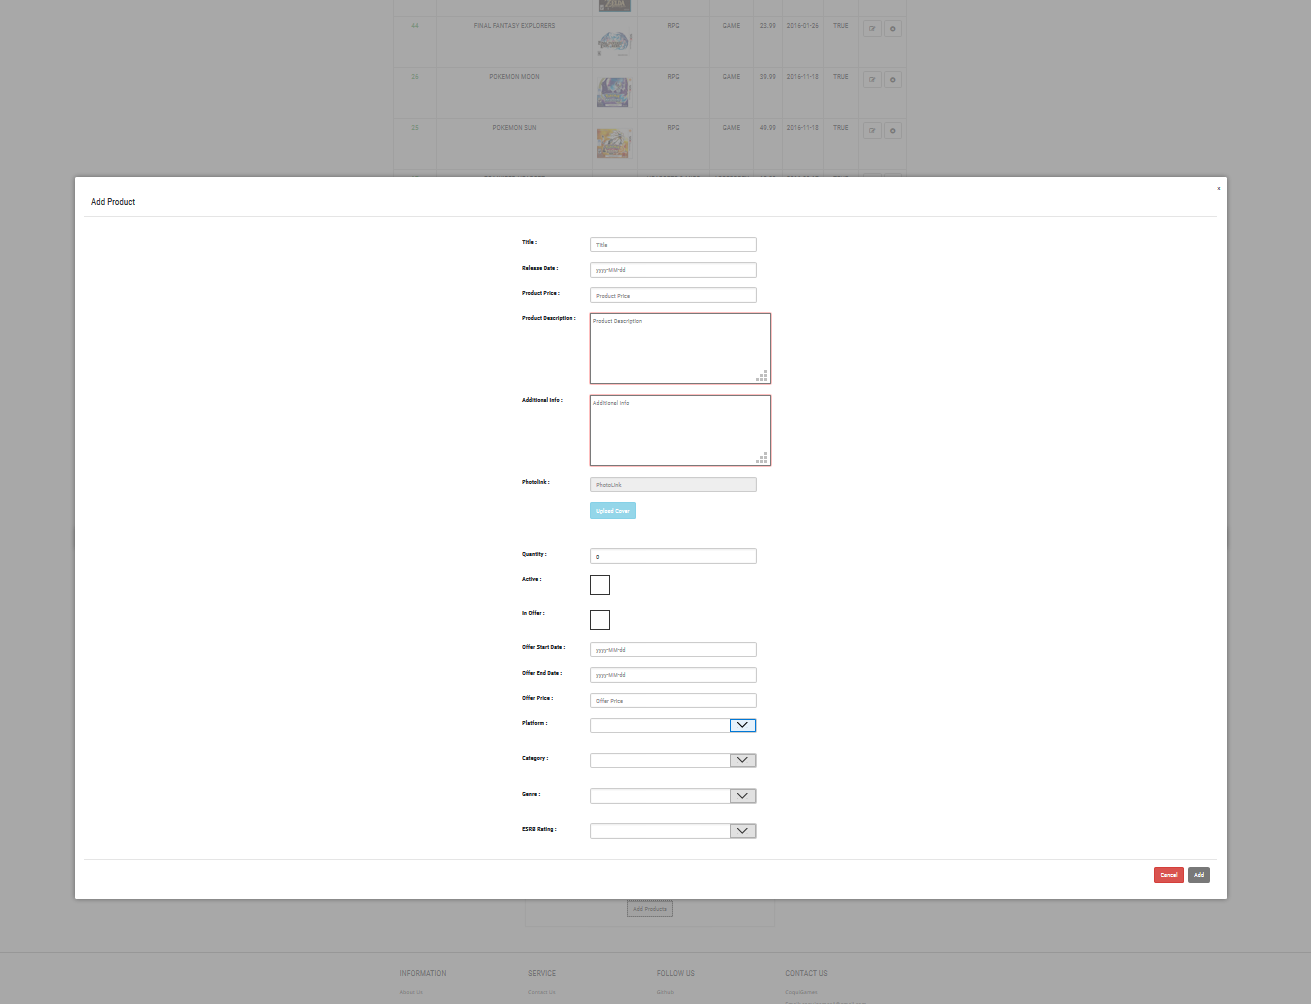 ZELDA
44 FINAL FANTASY EXPLORERS RPG GAME 23.99 2016-01-26 TRUE
26 POKEMON MOON RPG GAME 39.99 2016-11-18 TRUE
25 POKEMON SUN RPG GAME 49.99 2016-11-18 TRUE
×
Add Product
Title : Title
Release Date : yyyy-MM-dd
Product Price : Product Price
Product Description : Product Description
Additional Info : Additional Info
Photolink : PhotoLink
Upload Cover
Quantity : 0
Active :
In Offer :
Offer Start Date : yyyy-MM-dd
Offer End Date : yyyy-MM-dd
Offer Price : Offer Price
Platform :
Category :
Genre :
ESRB Rating :
Cancel Add
Add Products
INFORMATION SERVICE FOLLOW US CONTACT US
About Us Contact Us GitHub